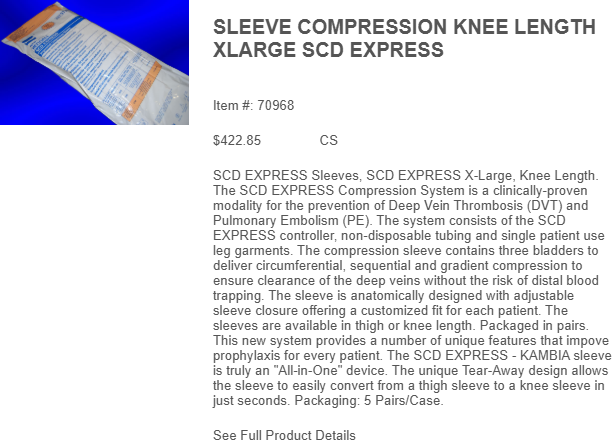 SLEEVE COMPRESSION KNEE LENGTH
XLARGE SCD EXPRESS
Item #: 70968
$422.85 CS
SCD EXPRESS Sleeves, SCD EXPRESS X-Large, Knee Length.
The SCD EXPRESS Compression System is a clinically-proven
modality for the prevention of Deep Vein Thrombosis (DVT) and
Pulmonary Embolism (PE). The system consists of the SCD
EXPRESS controller, non-disposable tubing and single patient use
leg garments. The compression sleeve contains three bladders to
deliver circumferential, sequential and gradient compression to
ensure clearance of the deep veins without the risk of distal blood
trapping. The sleeve is anatomically designed with adjustable
sleeve closure offering a customized fit for each patient. The
sleeves are available in thigh or knee length. Packaged in pairs.
This new system provides a number of unique features that impove
prophylaxis for every patient. The SCD EXPRESS - KAMBIA sleeve
is truly an "All-in-One" device. The unique Tear-Away design allows
the sleeve to easily convert from a thigh sleeve to a knee sleeve in
just seconds. Packaging: 5 Pairs/Case.
See Full Product Details